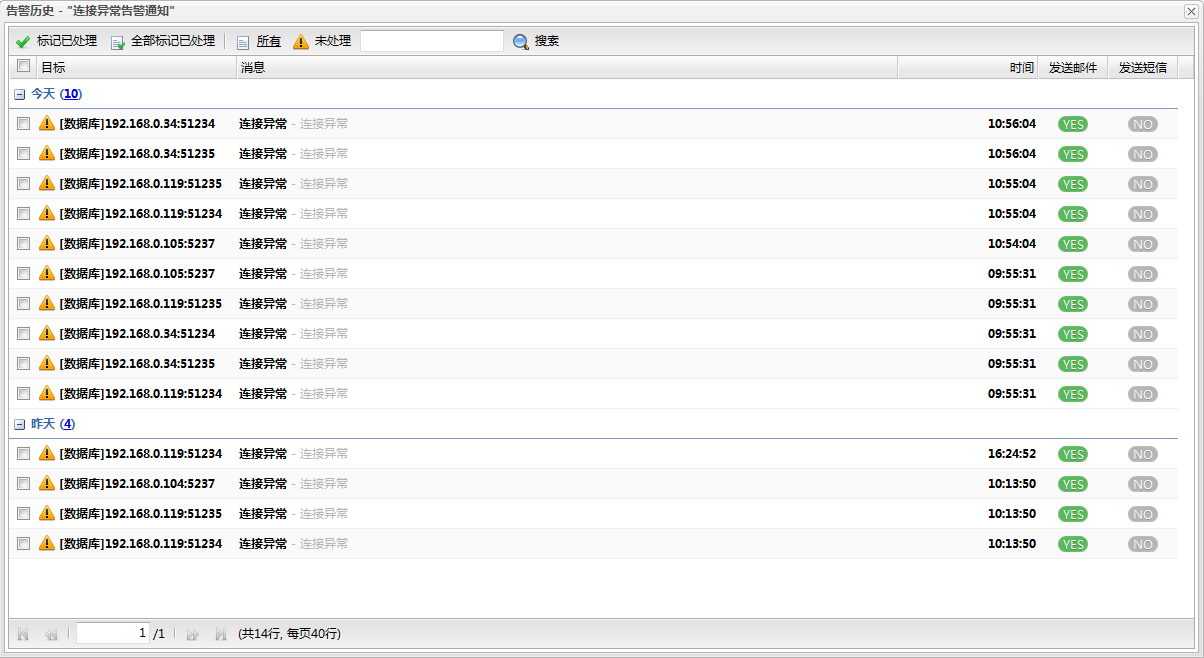 告警历史 - "连接异常告警通知"
标记已处理 全部标记已处理 所有 未处理 搜索
目标 消息 时间 发送邮件 发送短信
今天 (10)
[数据库]192.168.0.34:51234 连接异常 - 连接异常 10:56:04 YES NO
[数据库]192.168.0.34:51235 连接异常 - 连接异常 10:56:04 YES NO
[数据库]192.168.0.119:51235 连接异常 - 连接异常 10:55:04 YES NO
[数据库]192.168.0.119:51234 连接异常 - 连接异常 10:55:04 YES NO
[数据库]192.168.0.105:5237 连接异常 - 连接异常 10:54:04 YES NO
[数据库]192.168.0.105:5237 连接异常 - 连接异常 09:55:31 YES NO
[数据库]192.168.0.119:51235 连接异常 - 连接异常 09:55:31 YES NO
[数据库]192.168.0.34:51234 连接异常 - 连接异常 09:55:31 YES NO
[数据库]192.168.0.34:51235 连接异常 - 连接异常 09:55:31 YES NO
[数据库]192.168.0.119:51234 连接异常 - 连接异常 09:55:31 YES NO
昨天 (4)
[数据库]192.168.0.119:51234 连接异常 - 连接异常 16:24:52 YES NO
[数据库]192.168.0.104:5237 连接异常 - 连接异常 10:13:50 YES NO
[数据库]192.168.0.119:51235 连接异常 - 连接异常 10:13:50 YES NO
[数据库]192.168.0.119:51234 连接异常 - 连接异常 10:13:50 YES NO
1 /1 (共14行, 每页40行)